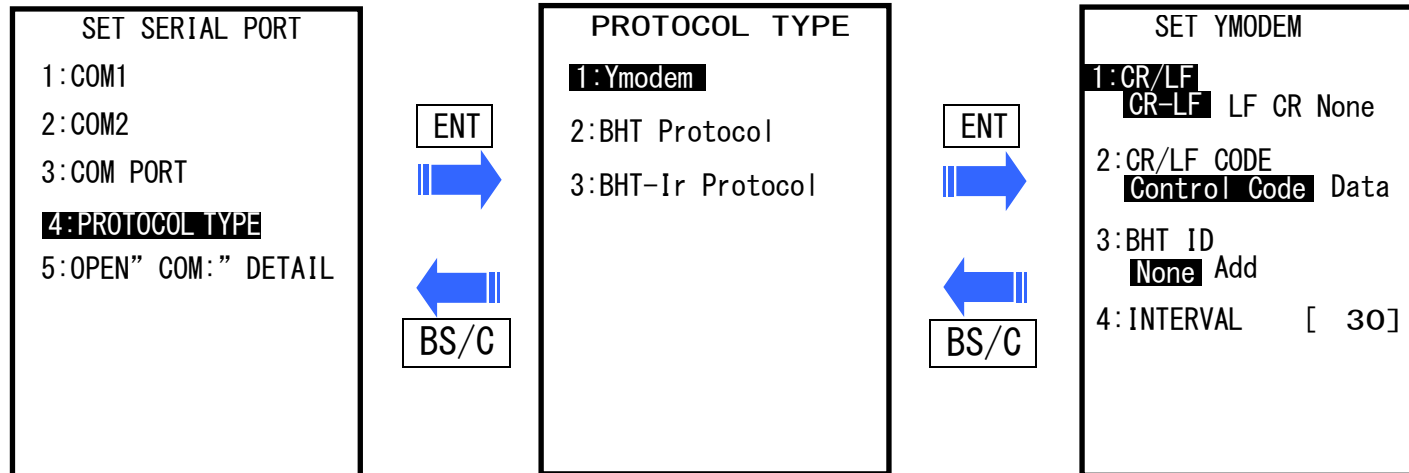 SET SERIAL PORT
1:COM1
2:COM2
3:COM PORT
4:PROTOCOL TYPE
5:OPEN” COM:” DETAIL
ENT
BS/C
PROTOCOL TYPE
1:Ymodem
2:BHT Protocol
3:BHT-Ir Protocol
ENT
BS/C
SET YMODEM
1:CR/LF
CR-LF LF CR None
2:CR/LF CODE
Control Code Data
3:BHT ID
None Add
4:INTERVAL [ 30]